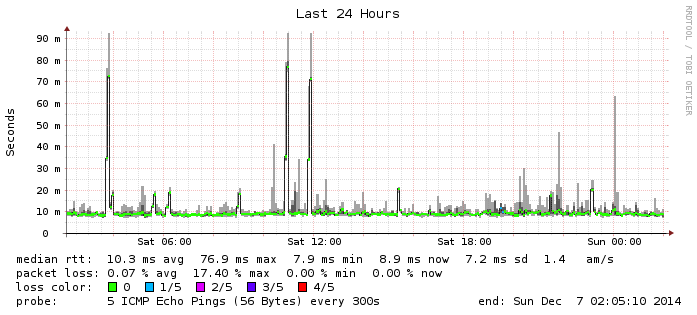 Last 24 Hours
RRDTOOL / TOBI OETIKER
Seconds
90 m
80 m
70 m
60 m
50 m
40 m
30 m
20 m
10 m
0
Sat 06:00 Sat 12:00 Sat 18:00 Sun 00:00
median rtt: 10.3 ms avg 76.9 ms max 7.9 ms min 8.9 ms now 7.2 ms sd 1.4 am/s
packet loss: 0.07 % avg 17.40 % max 0.00 % min 0.00 % now
loss color: 0 1/5 2/5 3/5 4/5
probe: 5 ICMP Echo Pings (56 Bytes) every 300s end: Sun Dec 7 02:05:10 2014